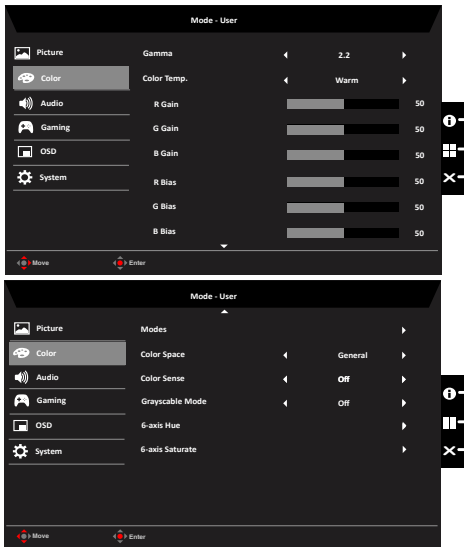 Mode - User
Picture
Gamma 2.2
Color
Color Temp. Warm
Audio
R Gain 50
Gaming
G Gain 50
OSD
B Gain 50
System
R Bias 50
G Bias 50
B Bias 50
Move Enter
Mode - User
Picture
Modes
Color
Color Space General
Audio
Color Sense Off
Gaming
Grayscable Mode Off
OSD
6-axis Hue
System
6-axis Saturate
Move Enter